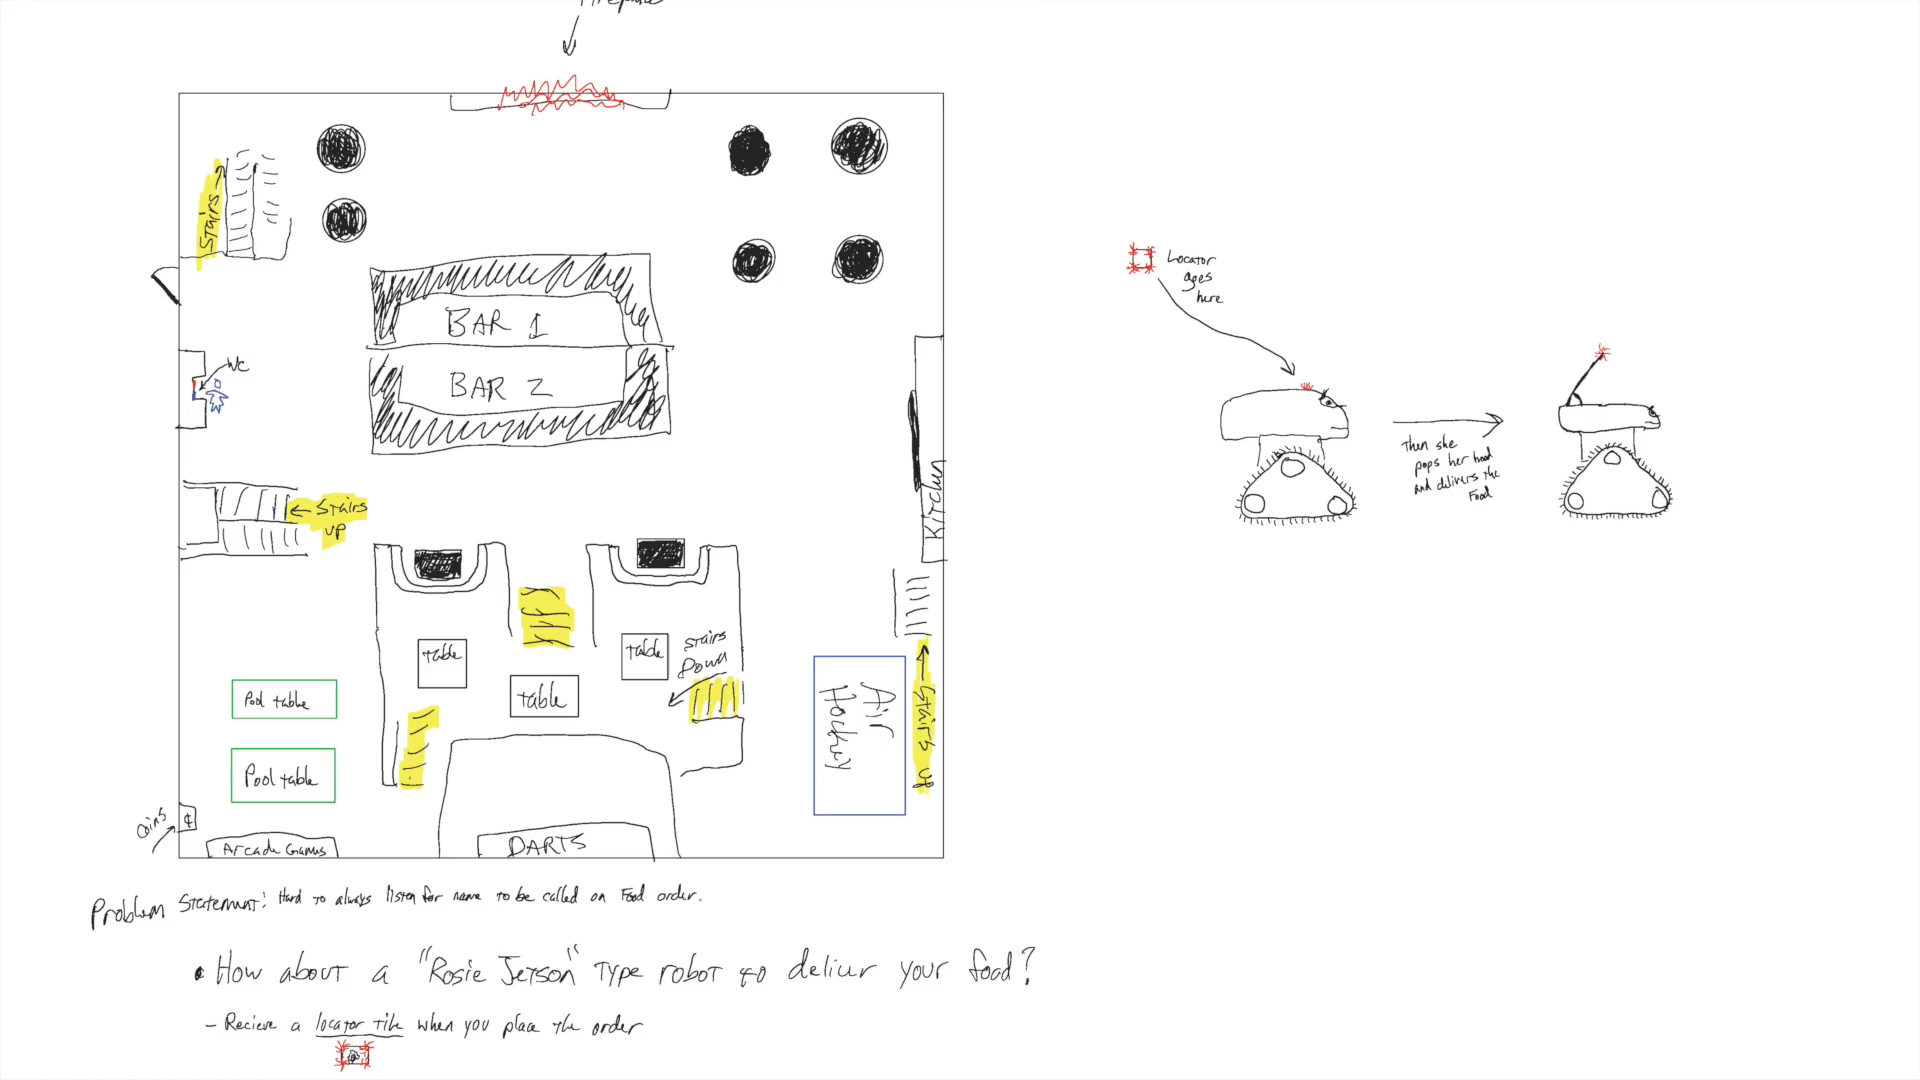 Fireplace
Stairs
BAR 1
BAR 2
WC
Stairs
up
Kitchen
Table
Table
Table
Stairs
Down
Pool table
Pool table
Air
Hockey
Stairs up
Coins
¢
Arcade Games
DARTS
Locator
goes
here
Then she
pops her hood
and delivers the
Food
Problem Statement: Hard to always listen for name to be called on Food order.
• How about a "Rosie Jetson" Type robot to deliver your food?
- Recieve a locator tile when you place the order